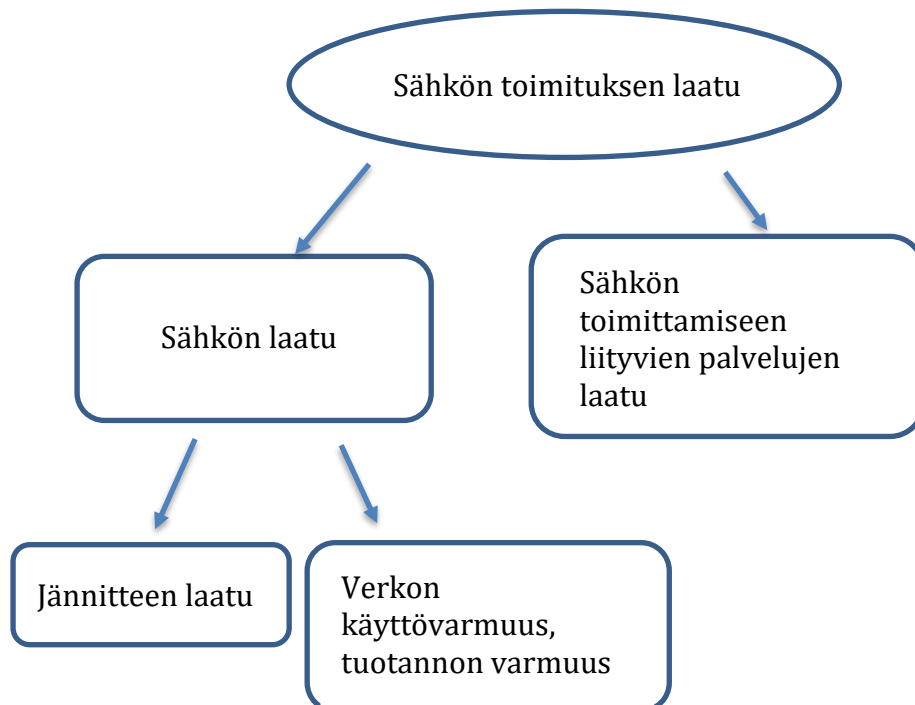 Sähkön toimituksen laatu
Sähkön laatu
Sähkön
toimittamiseen
liityvien palvelujen
laatu
Jännitteen laatu
Verkon
käyttövarmuus,
tuotannon varmuus